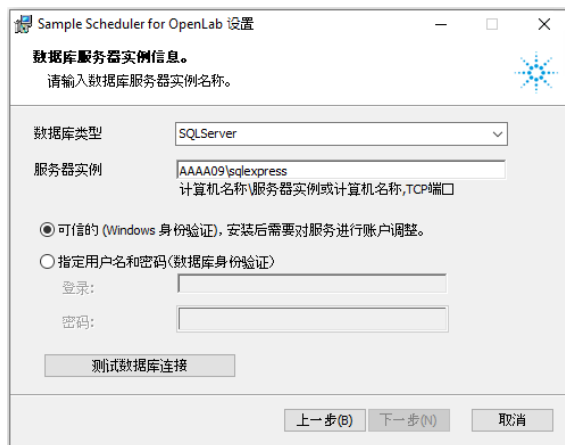 Sample Scheduler for OpenLab 设置
数据库服务器实例信息。
请输入数据库服务器实例名称。
数据库类型
SQLServer
服务器实例
AAAA09\sqlexpress
计算机名称\服务器实例或计算机名称,TCP端口
可信的 (Windows 身份验证), 安装后需要对服务进行账户调整。
指定用户名和密码(数据库身份验证)
登录:
密码:
测试数据库连接
上一步(B) 下一步(N) 取消